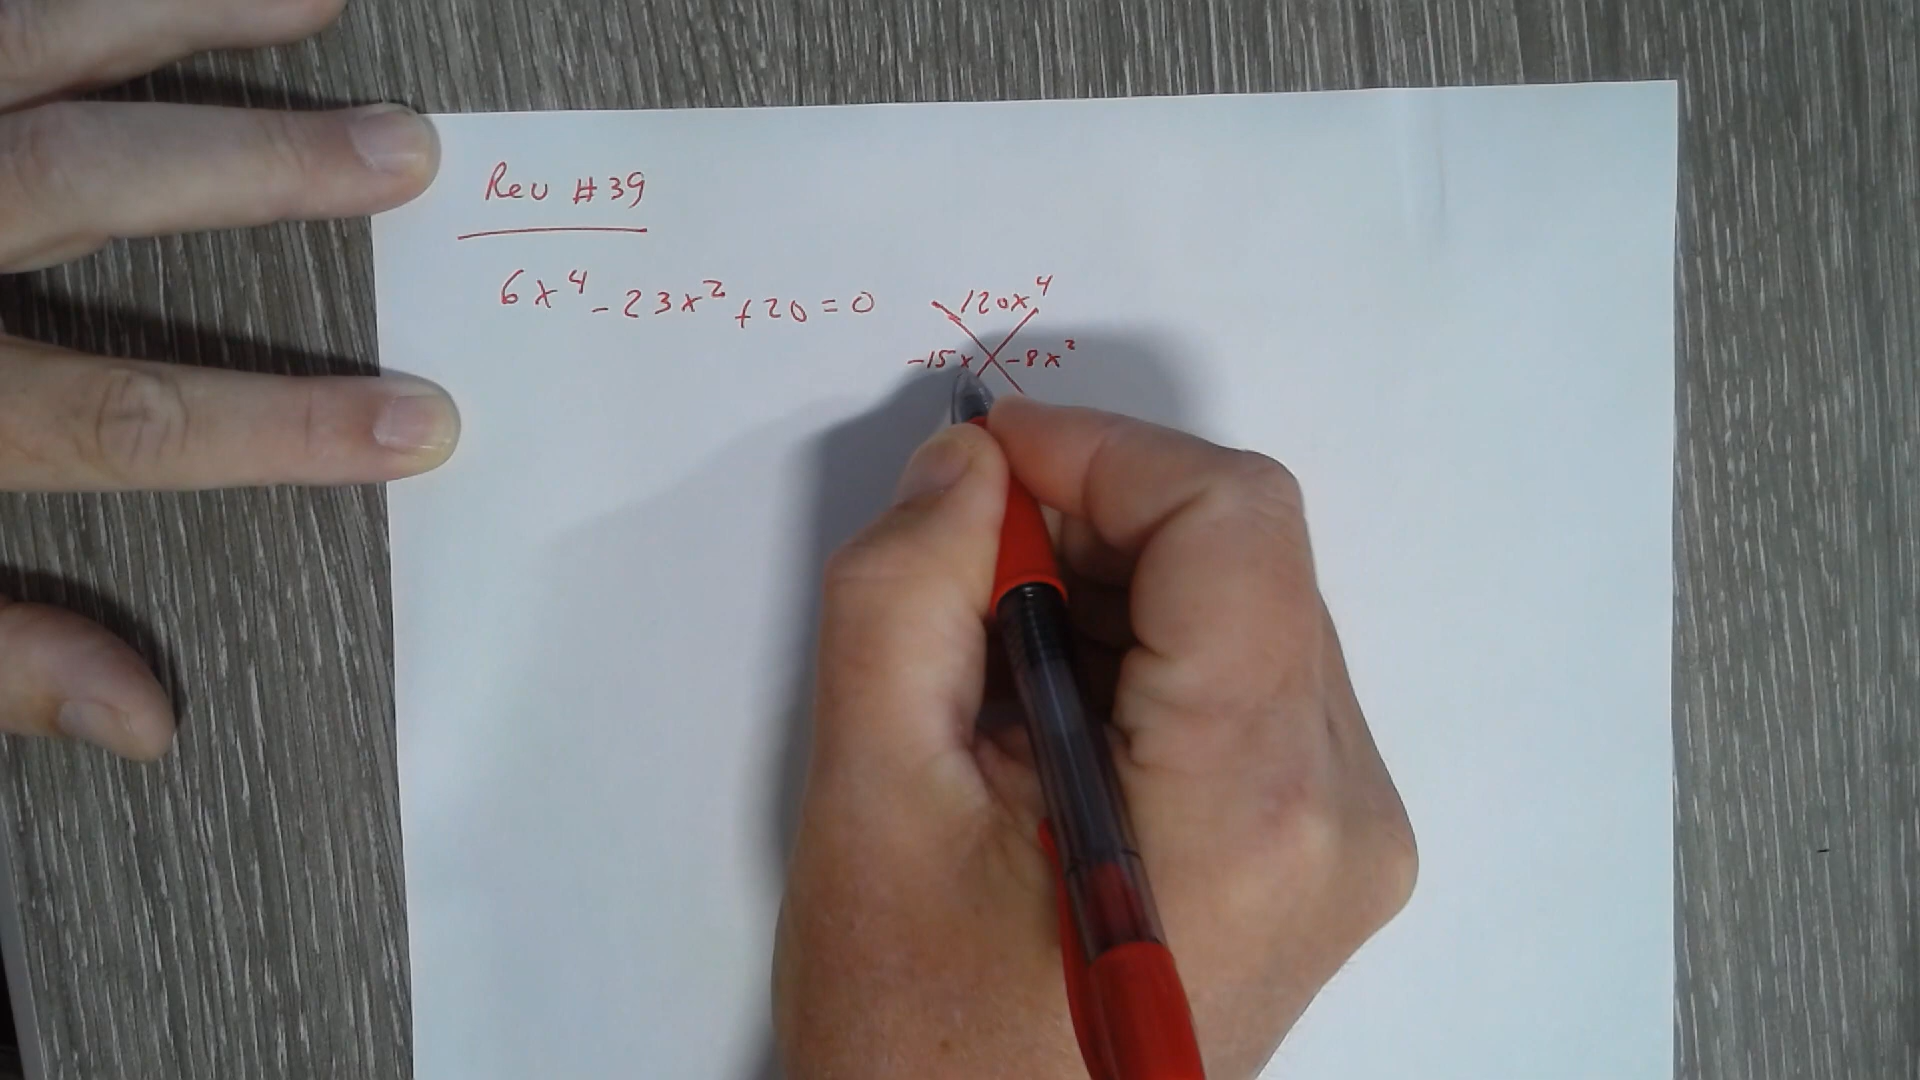 Rev #39
6x⁴ - 23x² + 20 = 0
120x⁴
-15x -8x²